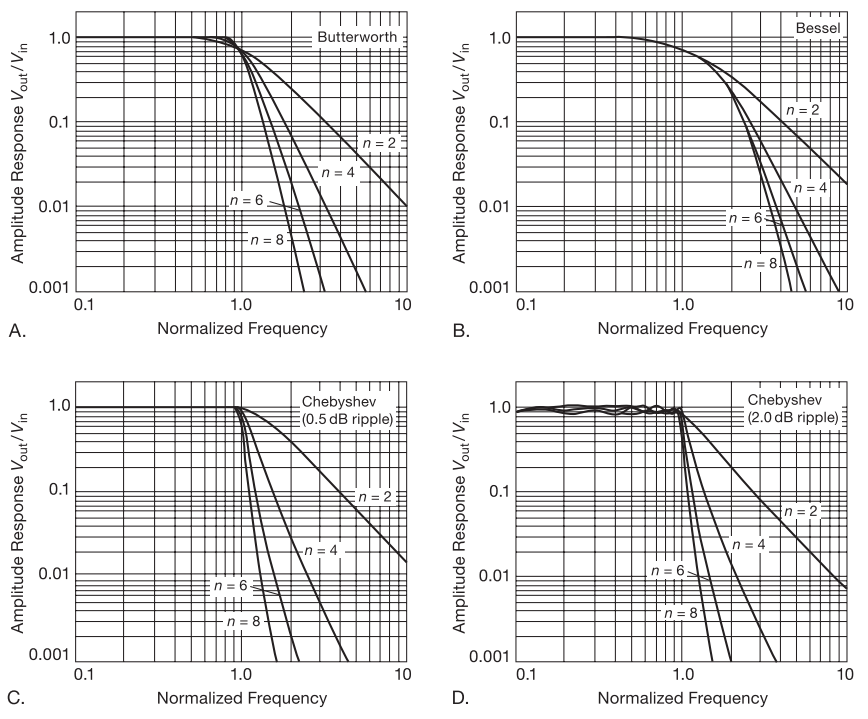 Butterworth
Amplitude Response Vout/Vin
1.0
0.1
0.01
0.001
n = 2
n = 4
n = 6
n = 8
0.1
1.0
10
Normalized Frequency
A.
Bessel
Amplitude Response Vout/Vin
1.0
0.1
0.01
0.001
n = 2
n = 4
n = 6
n = 8
0.1
1.0
10
Normalized Frequency
B.
Chebyshev
(0.5 dB ripple)
Amplitude Response Vout/Vin
1.0
0.1
0.01
0.001
n = 2
n = 4
n = 6
n = 8
0.1
1.0
10
Normalized Frequency
C.
Chebyshev
(2.0 dB ripple)
Amplitude Response Vout/Vin
1.0
0.1
0.01
0.001
n = 2
n = 4
n = 6
n = 8
0.1
1.0
10
Normalized Frequency
D.